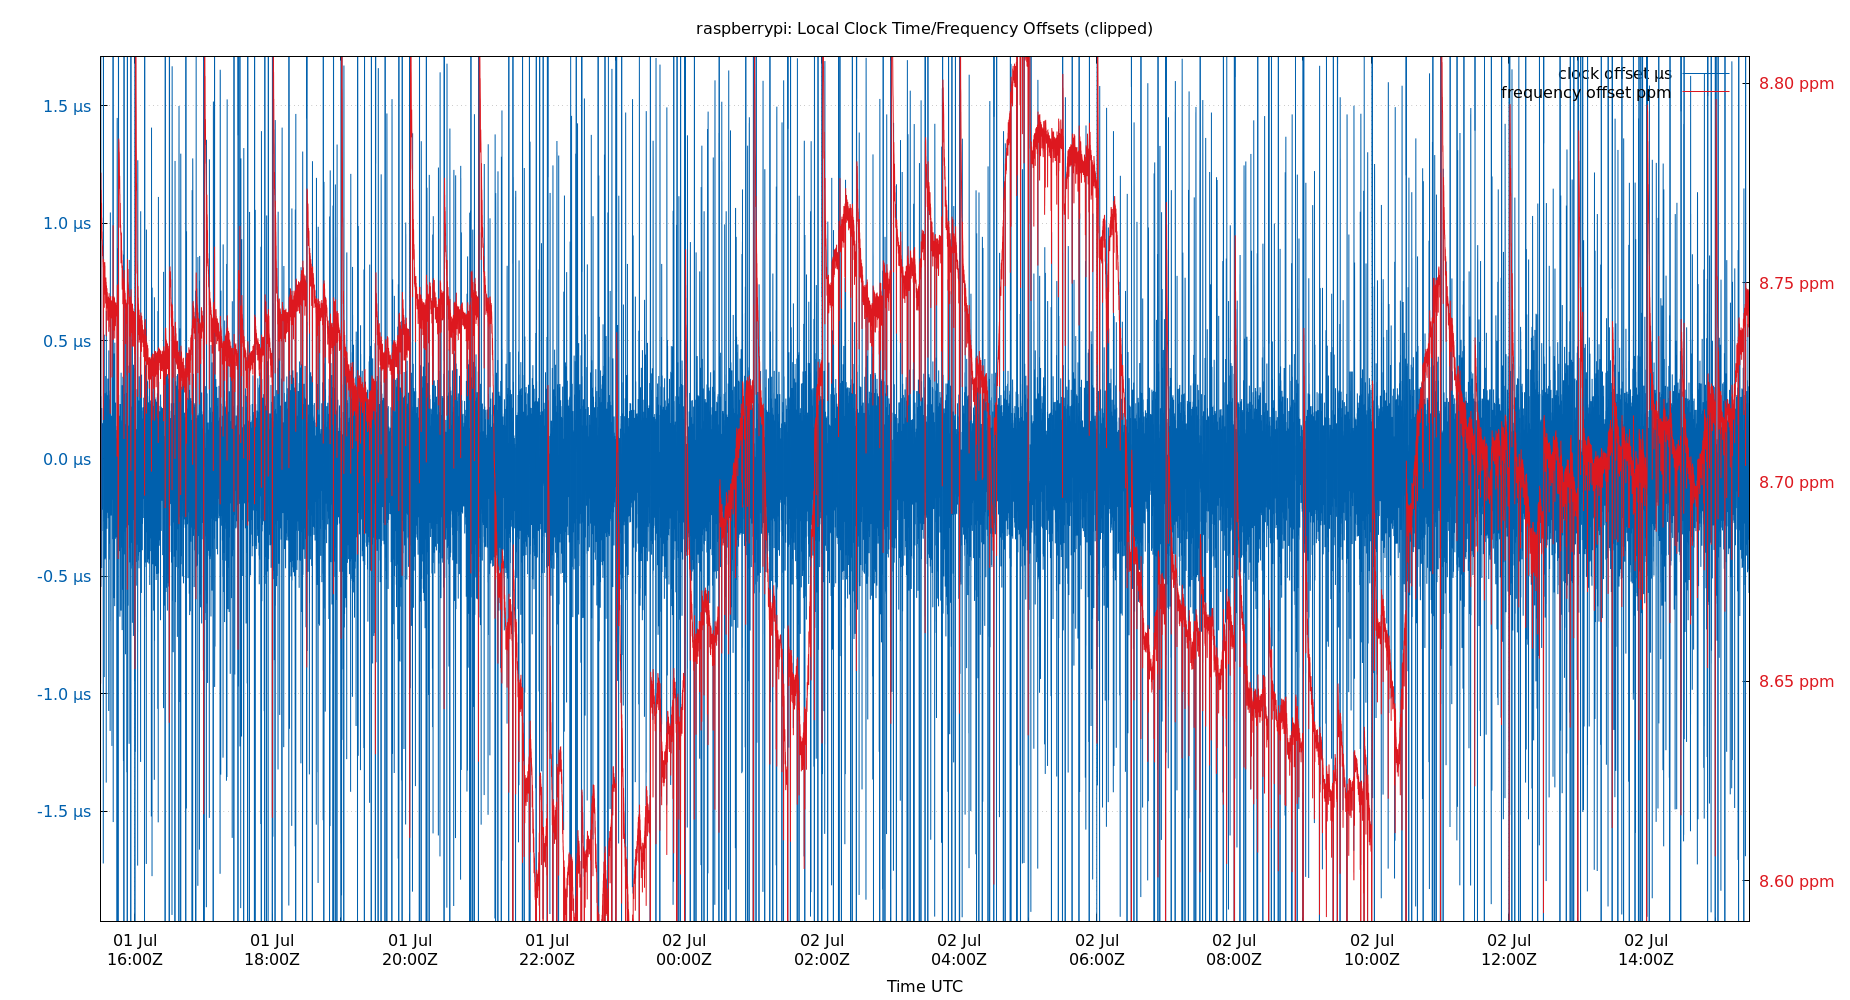 raspberrypi: Local Clock Time/Frequency Offsets (clipped)
clock offset µs
frequency offset ppm
1.5 µs
1.0 µs
0.5 µs
0.0 µs
-0.5 µs
-1.0 µs
-1.5 µs
8.80 ppm
8.75 ppm
8.70 ppm
8.65 ppm
8.60 ppm
01 Jul 01 Jul 01 Jul 01 Jul 02 Jul 02 Jul 02 Jul 02 Jul 02 Jul 02 Jul 02 Jul 02 Jul
16:00Z 18:00Z 20:00Z 22:00Z 00:00Z 02:00Z 04:00Z 06:00Z 08:00Z 10:00Z 12:00Z 14:00Z
Time UTC